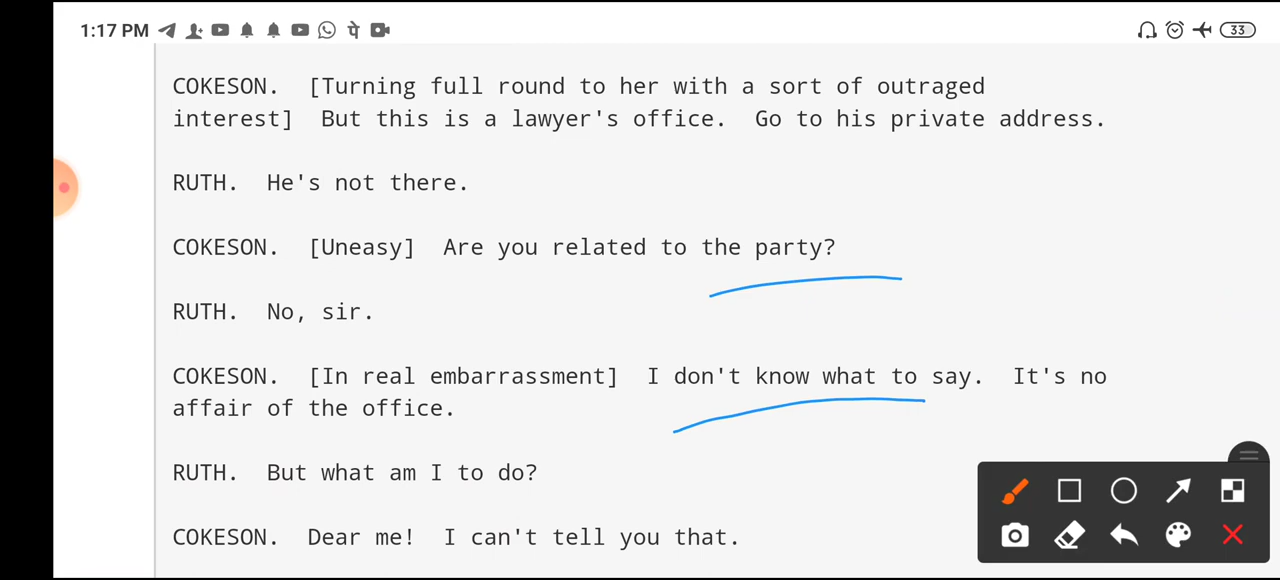 1:17 PM
33
COKESON. [Turning full round to her with a sort of outraged
interest] But this is a lawyer's office. Go to his private address.
RUTH. He's not there.
COKESON. [Uneasy] Are you related to the party?
RUTH. No, sir.
COKESON. [In real embarrassment] I don't know what to say. It's no
affair of the office.
RUTH. But what am I to do?
COKESON. Dear me! I can't tell you that.